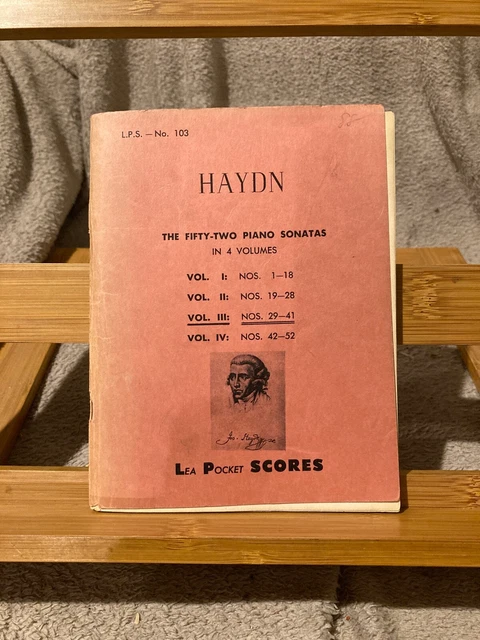 L.P.S. — No. 103
HAYDN
THE FIFTY-TWO PIANO SONATAS
IN 4 VOLUMES
VOL. I: NOS. 1—18
VOL. II: NOS. 19—28
VOL. III: NOS. 29—41
VOL. IV: NOS. 42—52
LEA POCKET SCORES